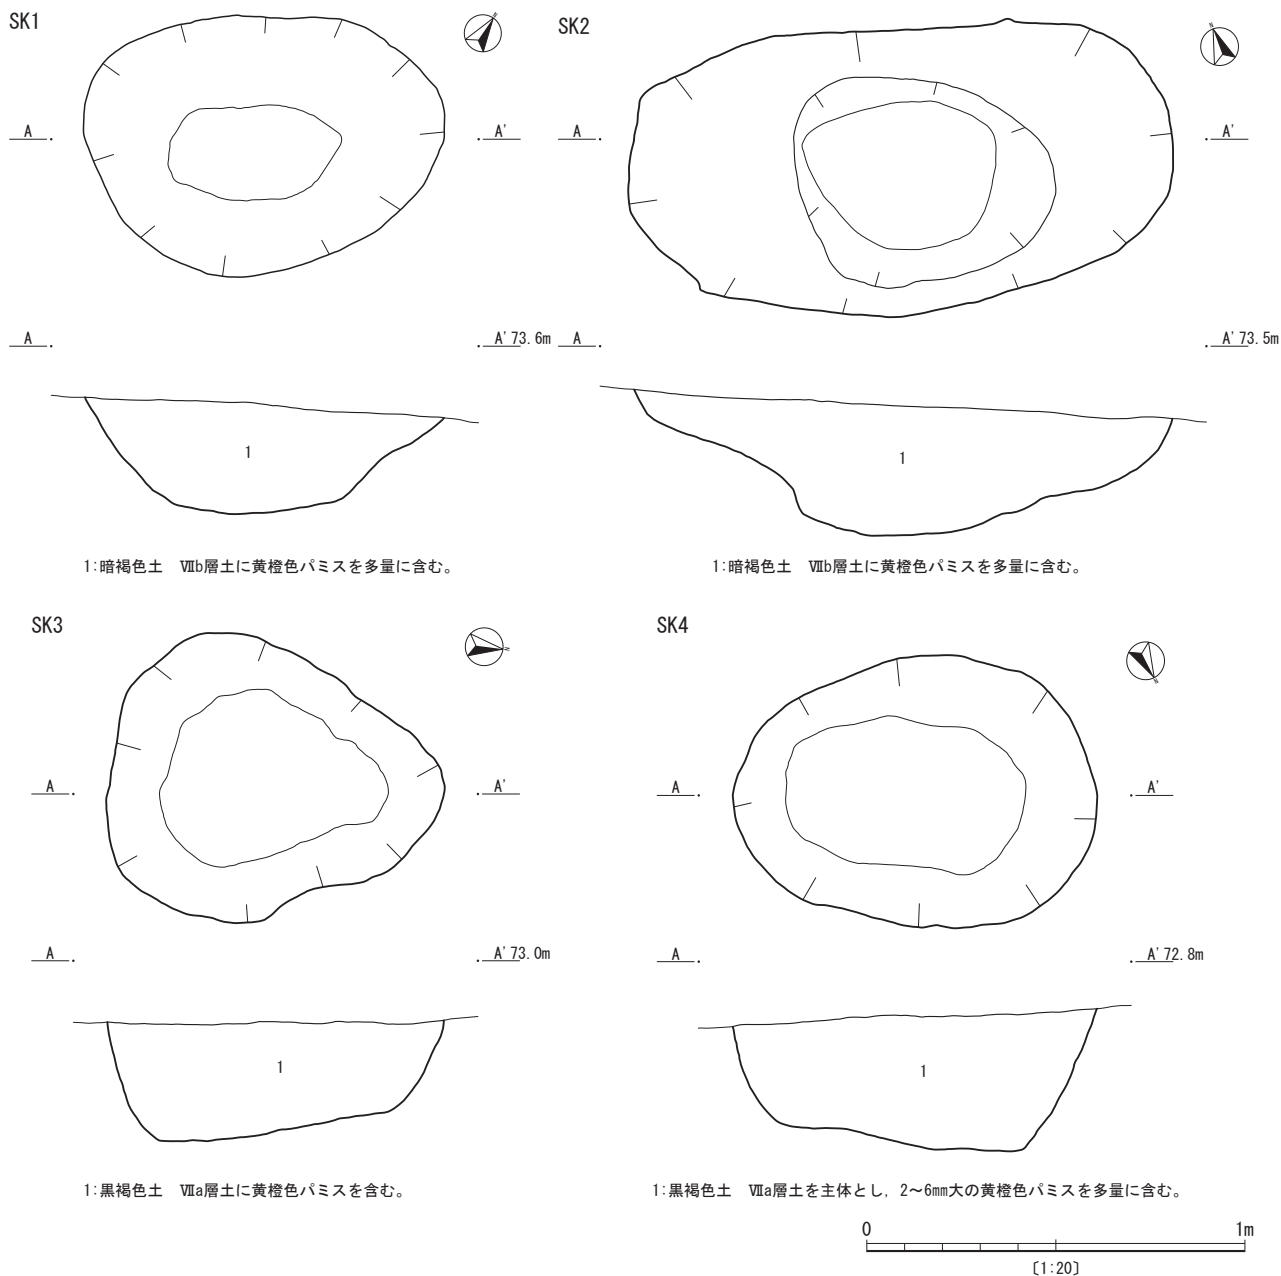 SK1
N
SK2
N
A A'
A A'
A A' 73.6m
A A' 73.5m
1
1
1:暗褐色土　Ⅶb層土に黄橙色パミスを多量に含む。
1:暗褐色土　Ⅶb層土に黄橙色パミスを多量に含む。
SK3
N
SK4
N
A A'
A A'
A A' 73.0m
A A' 72.8m
1
1
1:黒褐色土　Ⅶa層土に黄橙色パミスを含む。
1:黒褐色土　Ⅶa層土を主体とし，2〜6㎜大の黄橙色パミスを多量に含む。
0 1m
〔1:20〕